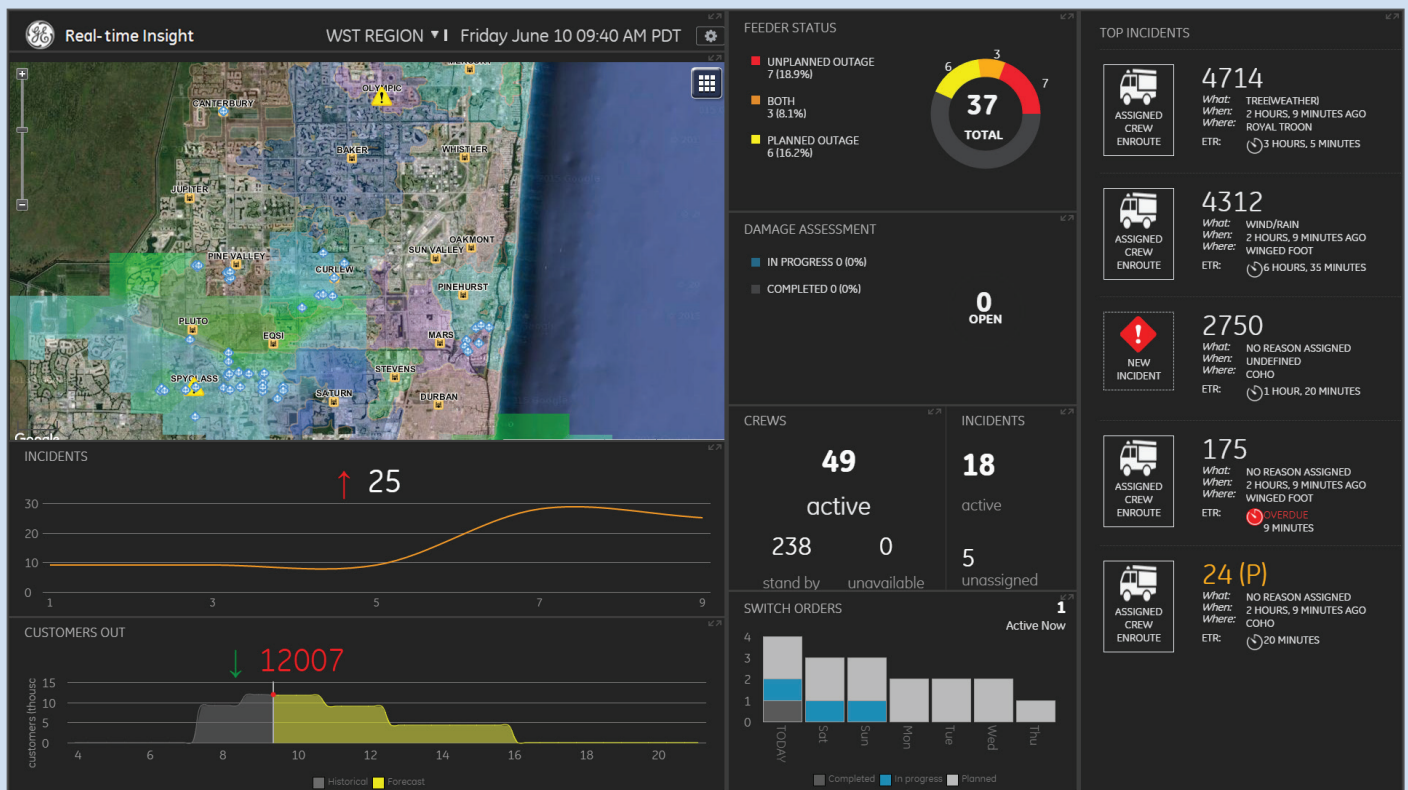 Real-time Insight
WST REGION
Friday June 10 09:40 AM PDT
CANTERBURY
OLYMPIC
BAKER
WHISTLER
JUPITER
OAKMONT
SUN VALLEY
PINE VALLEY
CURLEW
PINEHURST
PLUTO
EQSI
MARS
STEVENS
SPYGLASS
SATURN
DURBAN
Google
INCIDENTS
25
30
20
10
0
1 3 5 7 9
CUSTOMERS OUT
12007
customers (thousc
15
10
5
0
4 6 8 10 12 14 16 18 20
Historical Forecast
FEEDER STATUS
UNPLANNED OUTAGE
7 (18.9%)
BOTH
3 (8.1%)
PLANNED OUTAGE
6 (16.2%)
6 3 7
37
TOTAL
DAMAGE ASSESSMENT
IN PROGRESS 0 (0%)
COMPLETED 0 (0%)
0
OPEN
CREWS
49
active
238 0
stand by unavailable
INCIDENTS
18
active
5
unassigned
SWITCH ORDERS
1
Active Now
4
3
2
1
0
TODAY Sat Sun Mon Tue Wed Thu
Completed In progress Planned
TOP INCIDENTS
ASSIGNED
CREW
ENROUTE
4714
What: TREE(WEATHER)
When: 2 HOURS, 9 MINUTES AGO
Where: ROYAL TROON
ETR: 3 HOURS, 5 MINUTES
ASSIGNED
CREW
ENROUTE
4312
What: WIND/RAIN
When: 2 HOURS, 9 MINUTES AGO
Where: WINGED FOOT
ETR: 6 HOURS, 35 MINUTES
NEW
INCIDENT
2750
What: NO REASON ASSIGNED
When: UNDEFINED
Where: COHO
ETR: 1 HOUR, 20 MINUTES
ASSIGNED
CREW
ENROUTE
175
What: NO REASON ASSIGNED
When: 2 HOURS, 9 MINUTES AGO
Where: WINGED FOOT
ETR: OVERDUE
9 MINUTES
ASSIGNED
CREW
ENROUTE
24 (P)
What: NO REASON ASSIGNED
When: 2 HOURS, 9 MINUTES AGO
Where: COHO
ETR: 20 MINUTES